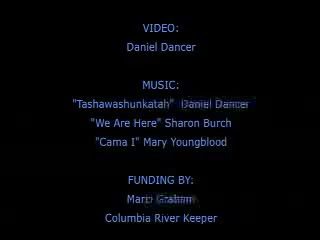 VIDEO:
Daniel Dancer
MUSIC:
"Tashawashunkatah" Daniel Dancer
"We Are Here" Sharon Burch
"Cama I" Mary Youngblood
FUNDING BY:
Columbia River Keeper